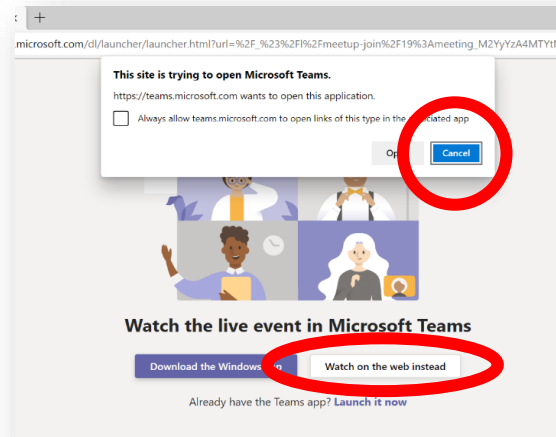 +
.microsoft.com/dl/launcher/launcher.html?url=%2F_%23%2Fl%2Fmeetup-join%2F19%3Ameeting_M2YyYzA4MTYtN
This site is trying to open Microsoft Teams.
https://teams.microsoft.com wants to open this application.
Always allow teams.microsoft.com to open links of this type in the associated app
Cancel
Watch the live event in Microsoft Teams
Download the Windows
Watch on the web instead
Already have the Teams app? Launch it now